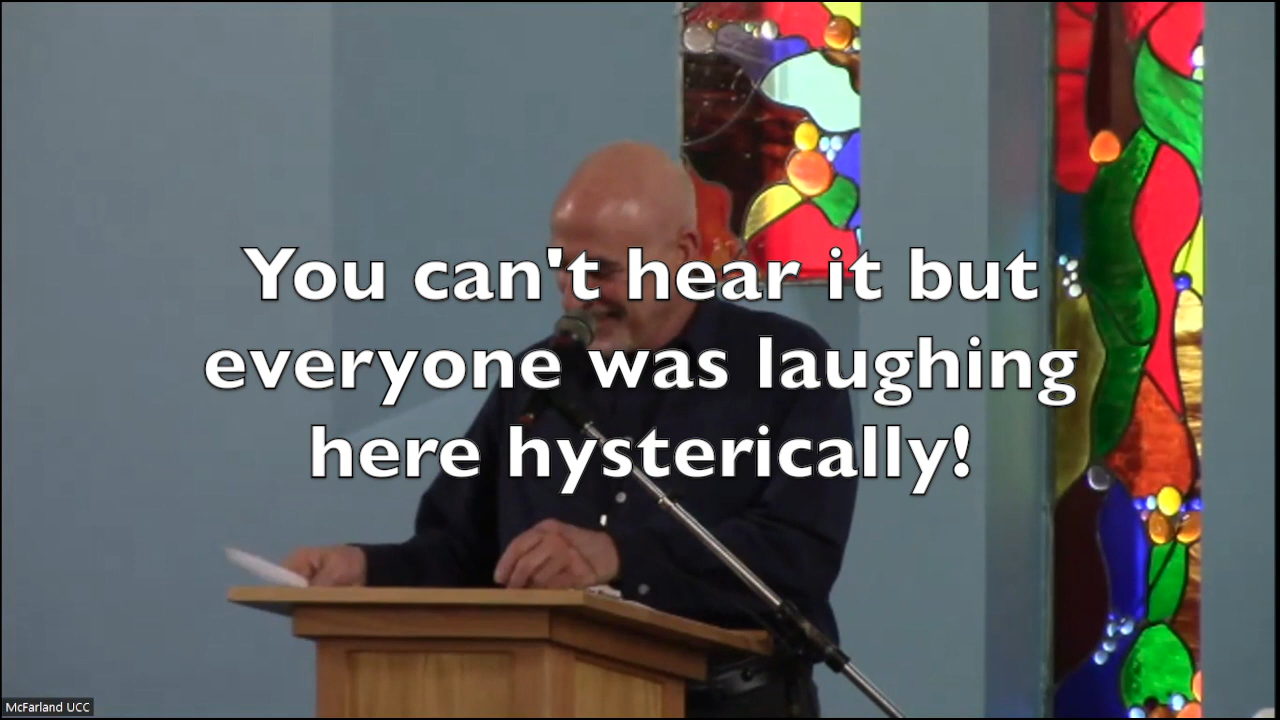 You can't hear it but
everyone was laughing
here hysterically!
McFarland UCC